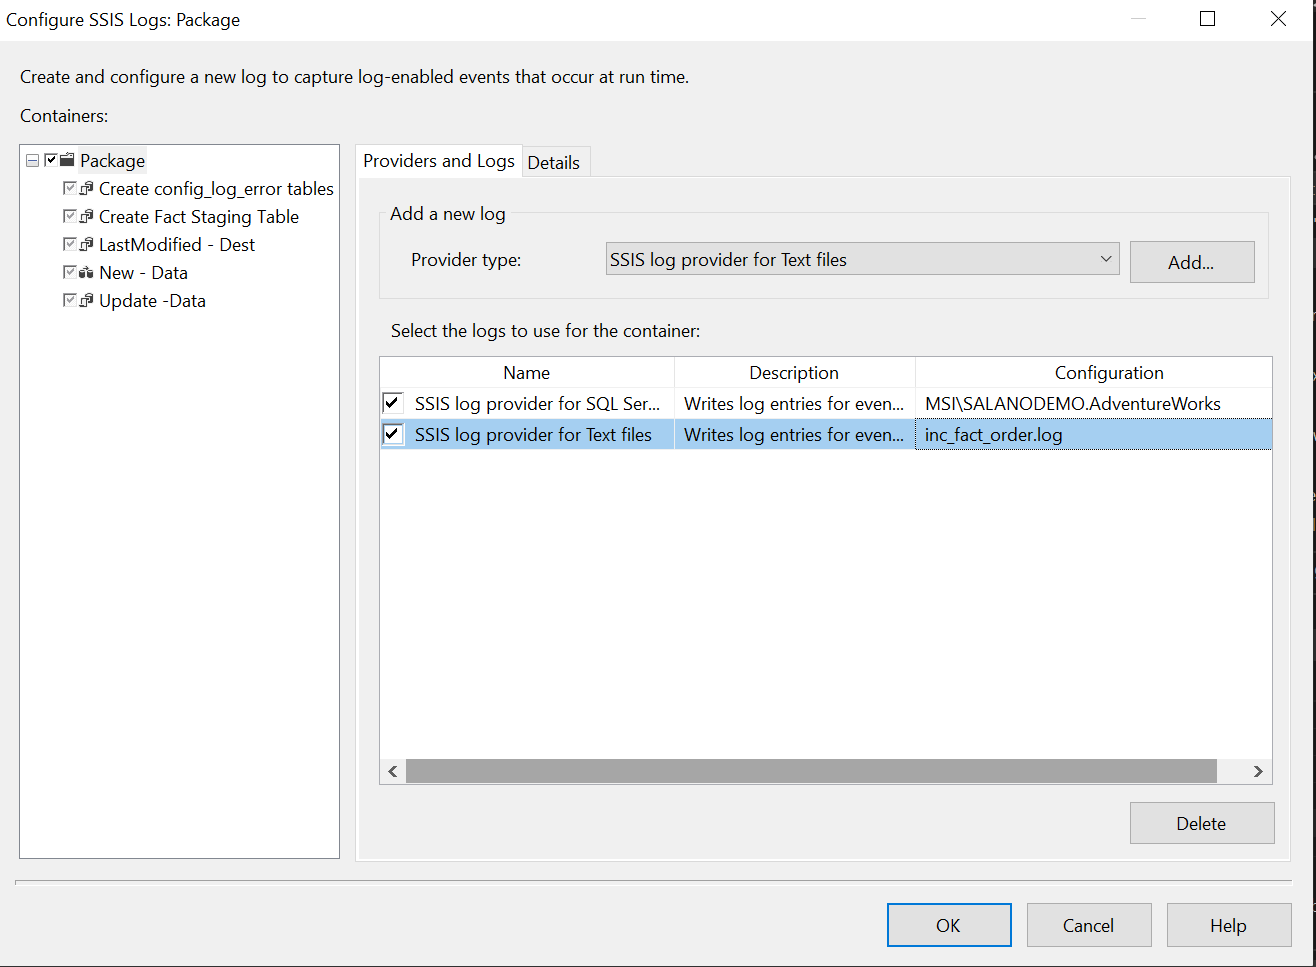 Configure SSIS Logs: Package
Create and configure a new log to capture log-enabled events that occur at run time.
Containers:
Package
Create config_log_error tables
Create Fact Staging Table
LastModified - Dest
New - Data
Update -Data
Providers and Logs
Details
Add a new log
Provider type:
SSIS log provider for Text files
Add...
Select the logs to use for the container:
Name Description Configuration
SSIS log provider for SQL Ser... Writes log entries for even... MSI\SALANODEMO.AdventureWorks
SSIS log provider for Text files Writes log entries for even... inc_fact_order.log
Delete
OK Cancel Help